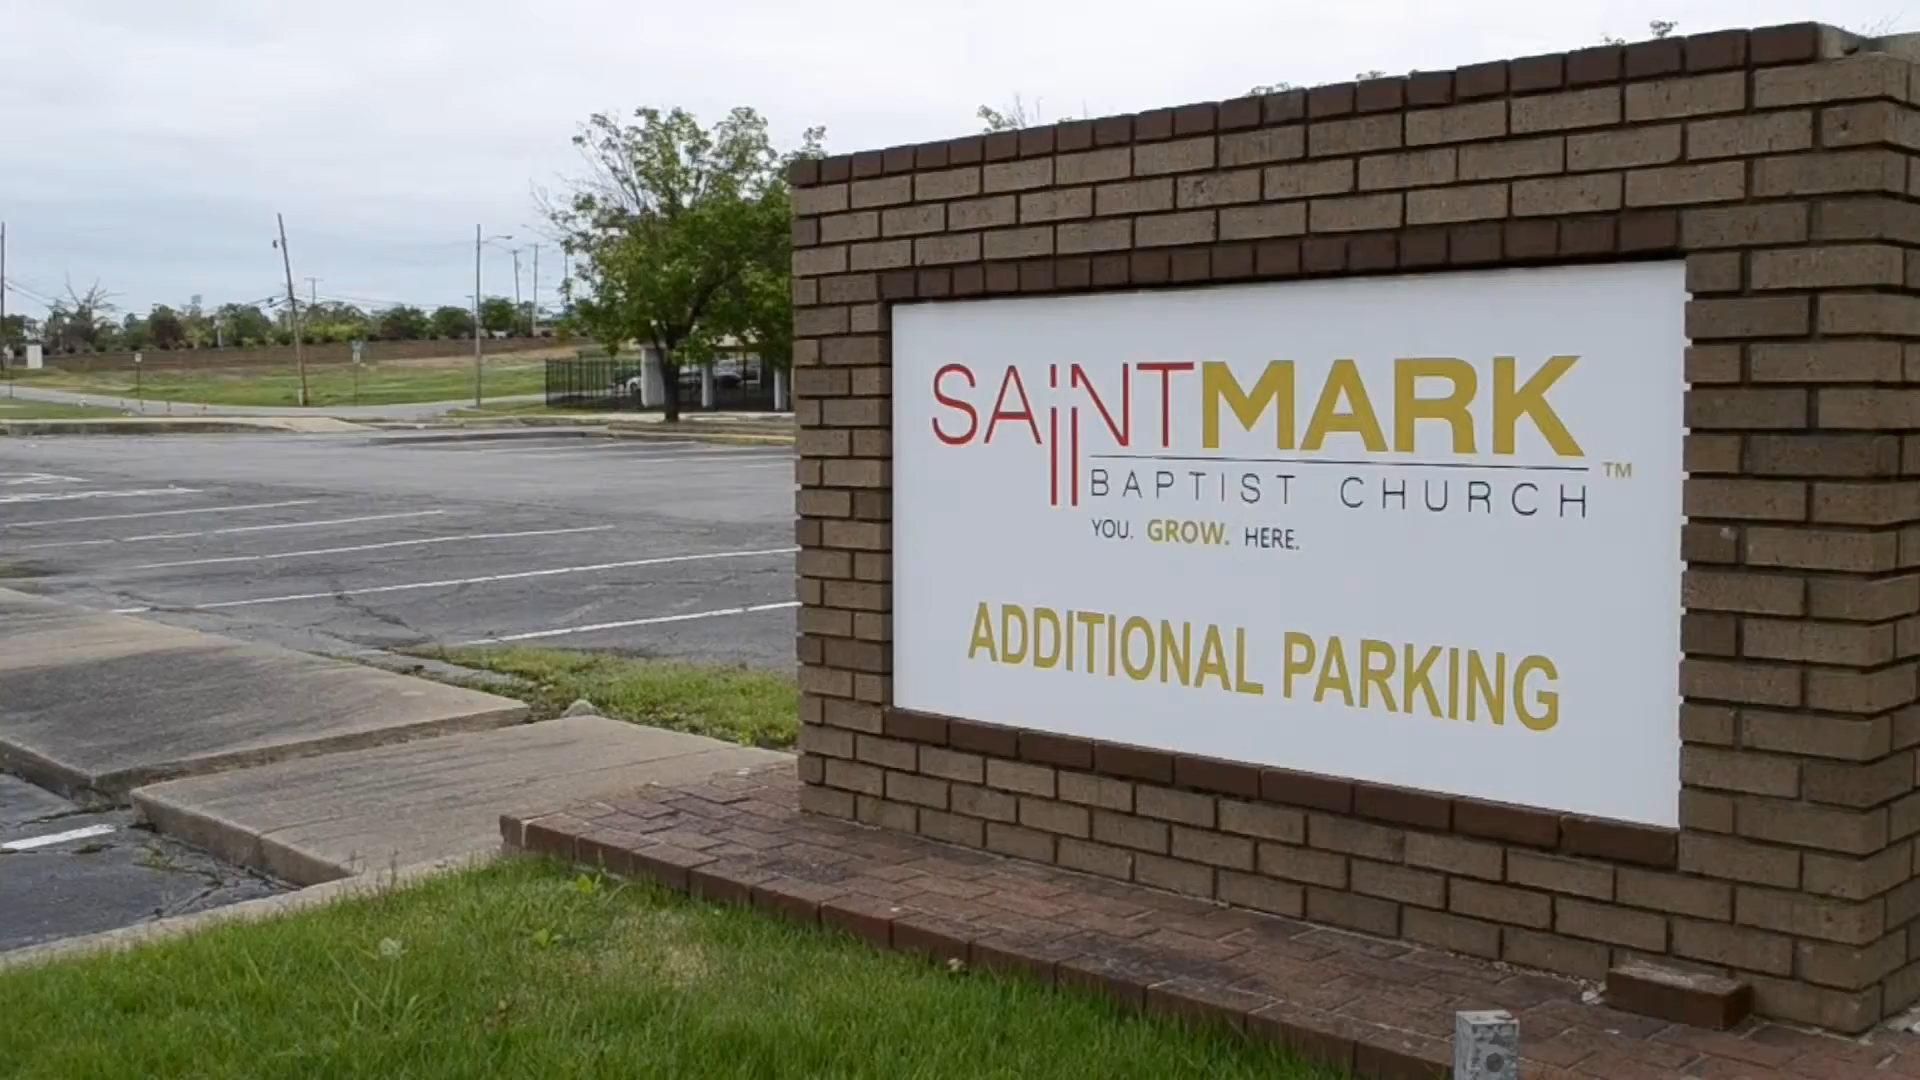 SAINTMARK
BAPTIST CHURCH ™
YOU. GROW. HERE.
ADDITIONAL PARKING